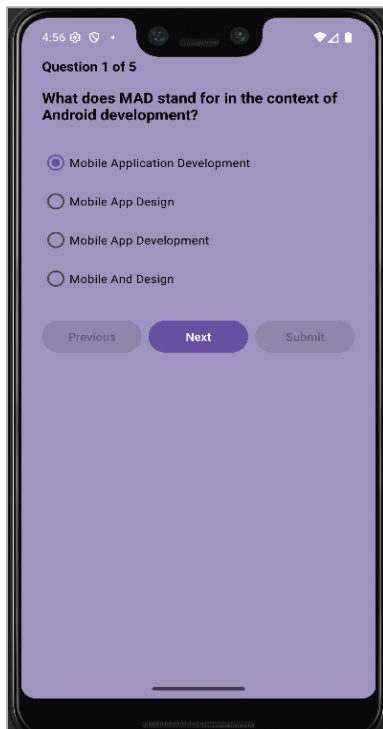 4:56
Question 1 of 5
What does MAD stand for in the context of
Android development?
Mobile Application Development
Mobile App Design
Mobile App Development
Mobile And Design
Previous Next Submit